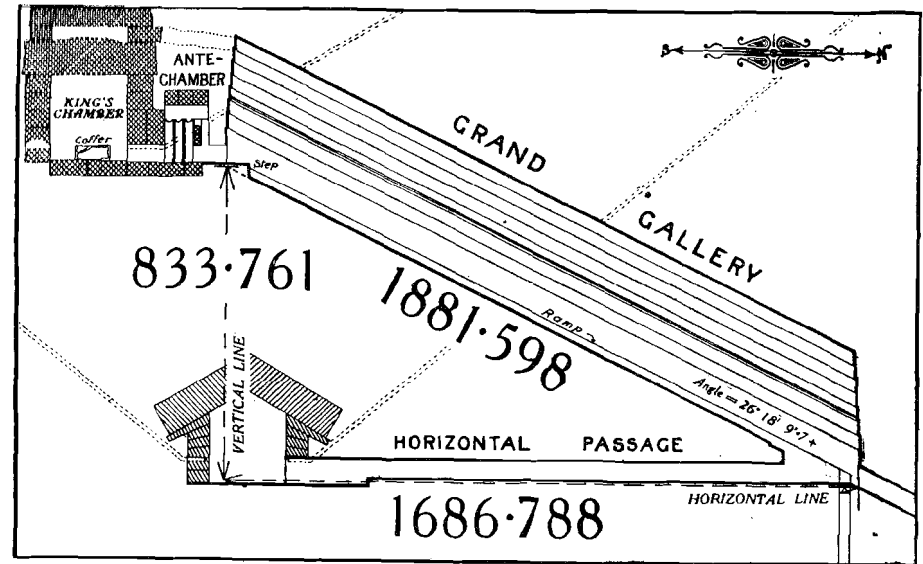 S N
ANTE-
CHAMBER
KING'S
CHAMBER
Coffer
Step
GRAND
GALLERY
833·761
1881·598
Ramp
Angle = 26° 18' 9"·7 +
VERTICAL LINE
HORIZONTAL PASSAGE
HORIZONTAL LINE
1686·788